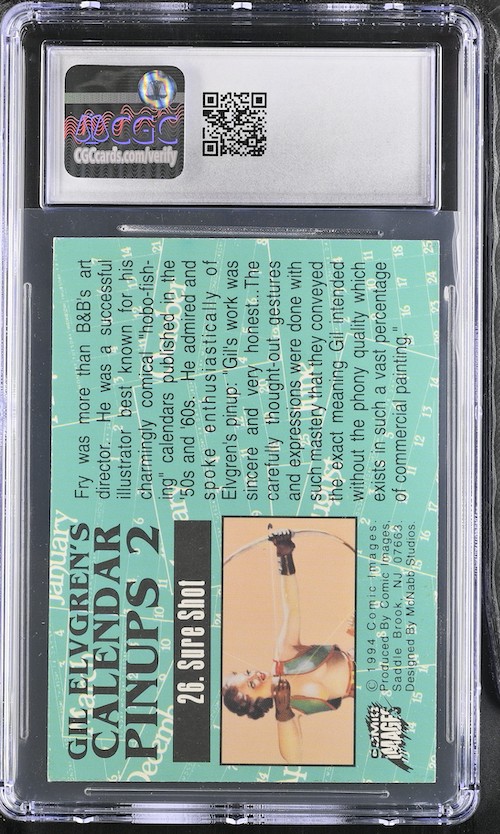 CGC
CGCcards.com/verify
GIL ELVGREN'S
CALENDAR
PINUPS 2
26. Sure Shot
COMIC
IMAGES
© 1994 Comic Images.
Produced By Comic Images,
Saddle Brook, NJ 07663
Designed By McNabb Studios.
Fry was more than B&B's art
director... He was a successful
illustrator best known for his
charmingly comical "hobo-fish-
ing" calendars published in the
'50s and '60s. He admired and
spoke enthusiastically of
Elvgren's pinup: "Gil's work was
sincere and very honest...The
carefully thought-out gestures
and expressions were done with
such mastery that they conveyed
the exact meaning Gil intended
without the phony quality which
exists in such a vast percentage
of commercial painting."
January